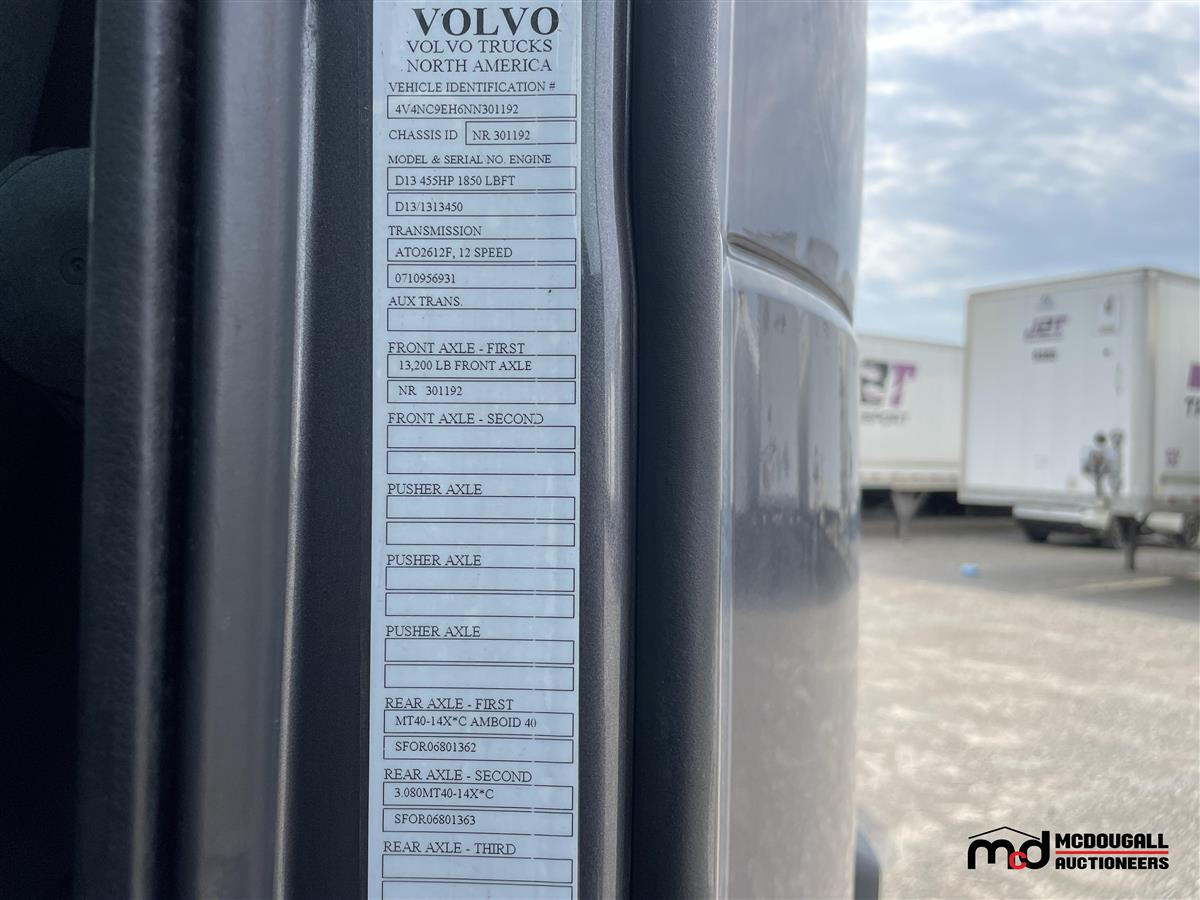 VOLVO
VOLVO TRUCKS
NORTH AMERICA
VEHICLE IDENTIFICATION #
4V4NC9EH6NN301192
CHASSIS ID NR 301192
MODEL & SERIAL NO. ENGINE
D13 455HP 1850 LBFT
D13/1313450
TRANSMISSION
ATO2612F, 12 SPEED
0710956931
AUX TRANS.
FRONT AXLE - FIRST
13,200 LB FRONT AXLE
NR 301192
FRONT AXLE - SECOND
PUSHER AXLE
PUSHER AXLE
PUSHER AXLE
REAR AXLE - FIRST
MT40-14X*C AMBOID 40
SFOR06801362
REAR AXLE - SECOND
3.080MT40-14X*C
SFOR06801363
REAR AXLE - THIRD
J2T
mcd MCDOUGALL
AUCTIONEERS